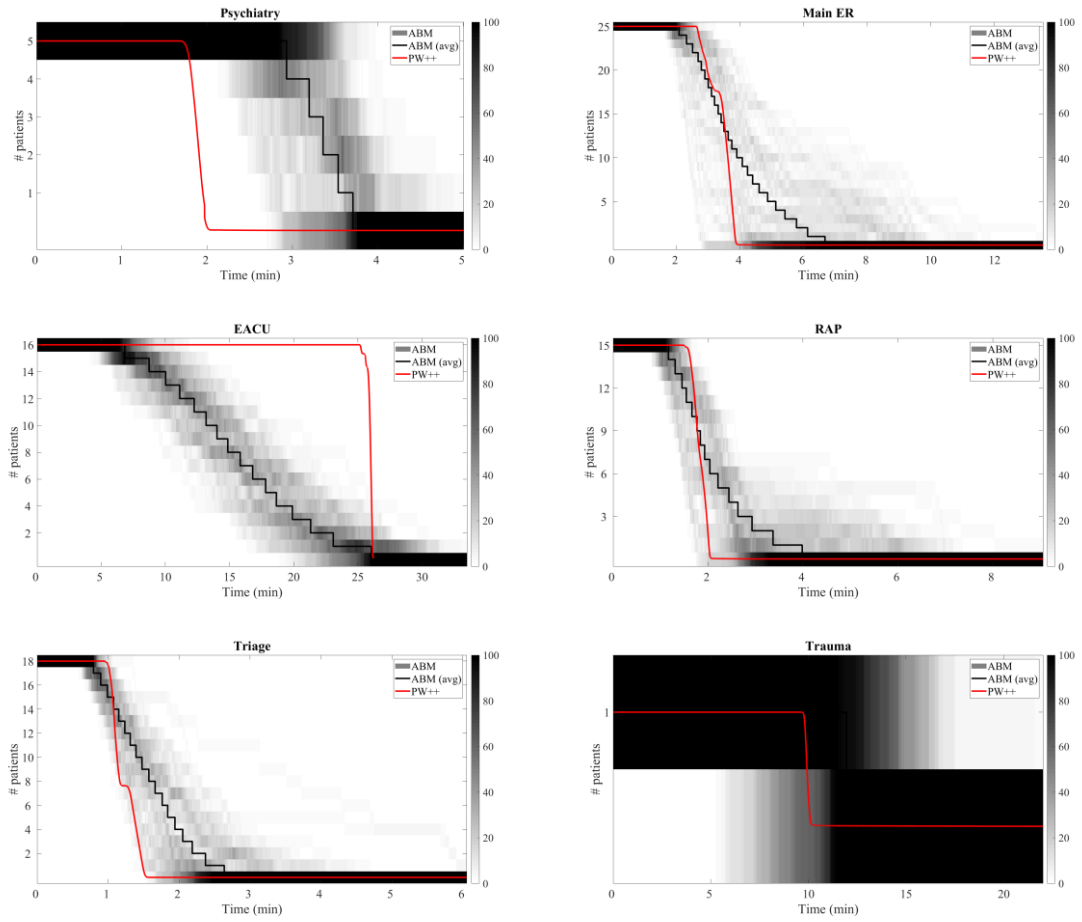 Psychiatry
ABM
ABM (avg)
PW++
# patients
5
4
3
2
1
0 1 2 3 4 5
Time (min)
100
80
60
40
20
0
Main ER
ABM
ABM (avg)
PW++
# patients
25
20
15
10
5
0 2 4 6 8 10 12
Time (min)
100
80
60
40
20
0
EACU
ABM
ABM (avg)
PW++
# patients
16
14
12
10
8
6
4
2
0 5 10 15 20 25 30
Time (min)
100
80
60
40
20
0
RAP
ABM
ABM (avg)
PW++
# patients
15
12
9
6
3
0 2 4 6 8
Time (min)
100
80
60
40
20
0
Triage
ABM
ABM (avg)
PW++
# patients
18
16
14
12
10
8
6
4
2
0 1 2 3 4 5 6
Time (min)
100
80
60
40
20
0
Trauma
ABM
ABM (avg)
PW++
# patients
1
0 5 10 15 20
Time (min)
100
80
60
40
20
0